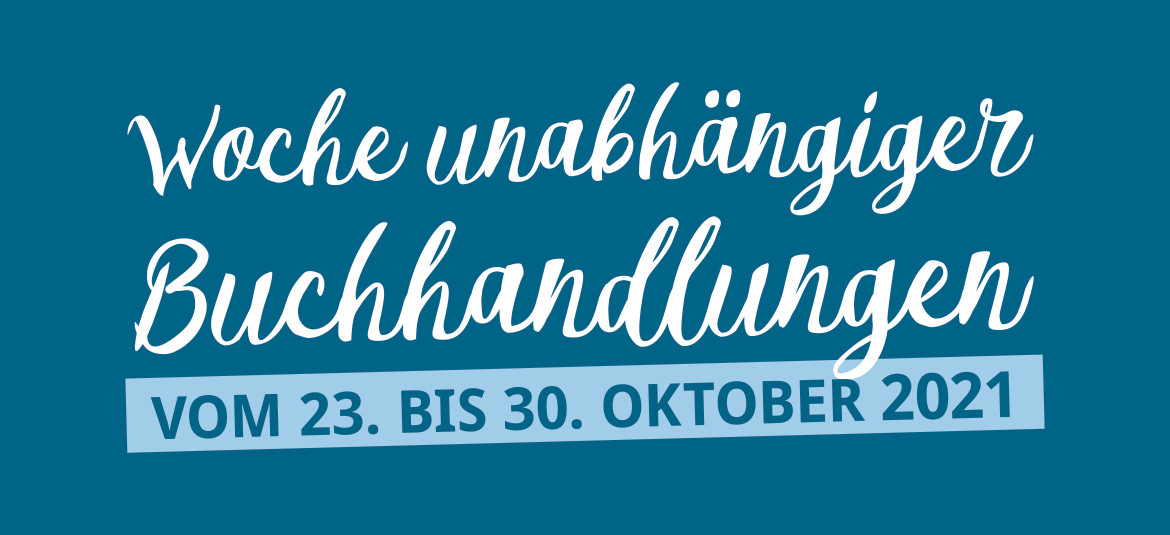 Woche unabhängiger
Buchhandlungen
VOM 23. BIS 30. OKTOBER 2021